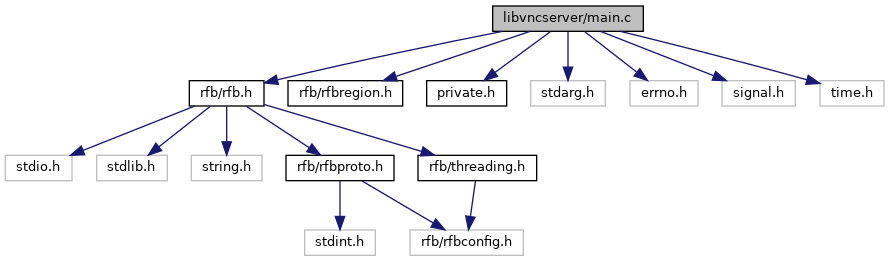 libvncserver/main.c
rfb/rfb.h
rfb/rfbregion.h
private.h
stdarg.h
errno.h
signal.h
time.h
stdio.h
stdlib.h
string.h
rfb/rfbproto.h
rfb/threading.h
stdint.h
rfb/rfbconfig.h